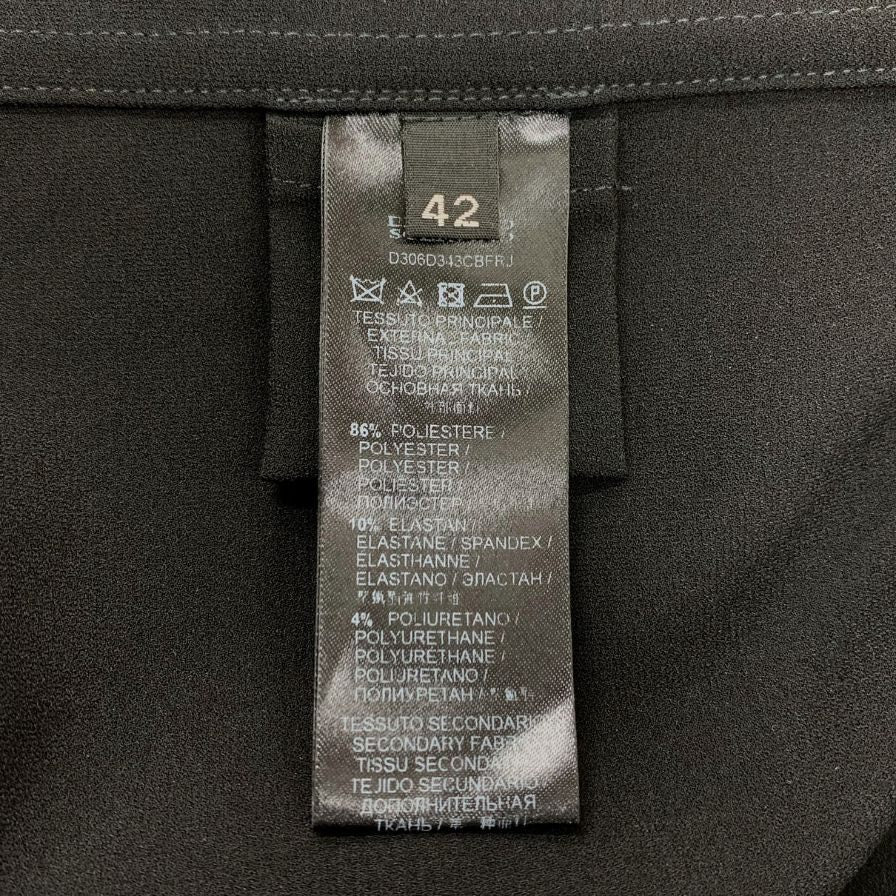 42
D306D343CBFRJ
TESSUTO PRINCIPALE /
EXTERNAL FABRIC
TISSU PRINCIPAL /
TEJIDO PRINCIPAL /
ОСНОВНАЯ ТКАНЬ /
86% POLIESTERE /
POLYESTER /
POLYESTER /
POLIESTER /
ПОЛИЭСТЕР /
10% ELASTAN /
ELASTANE / SPANDEX /
ELASTHANNE /
ELASTANO / ЭЛАСТАН /
4% POLIURETANO /
POLYURETHANE /
POLYURÉTHANE /
POLIURETANO /
ПОЛИУРЕТАН /
TESSUTO SECONDARIO
SECONDARY FABR
TISSU SECONDA
TEJIDO SECUNDARIO
ДОПОЛНИТЕЛЬНАЯ
ТКАНЬ /